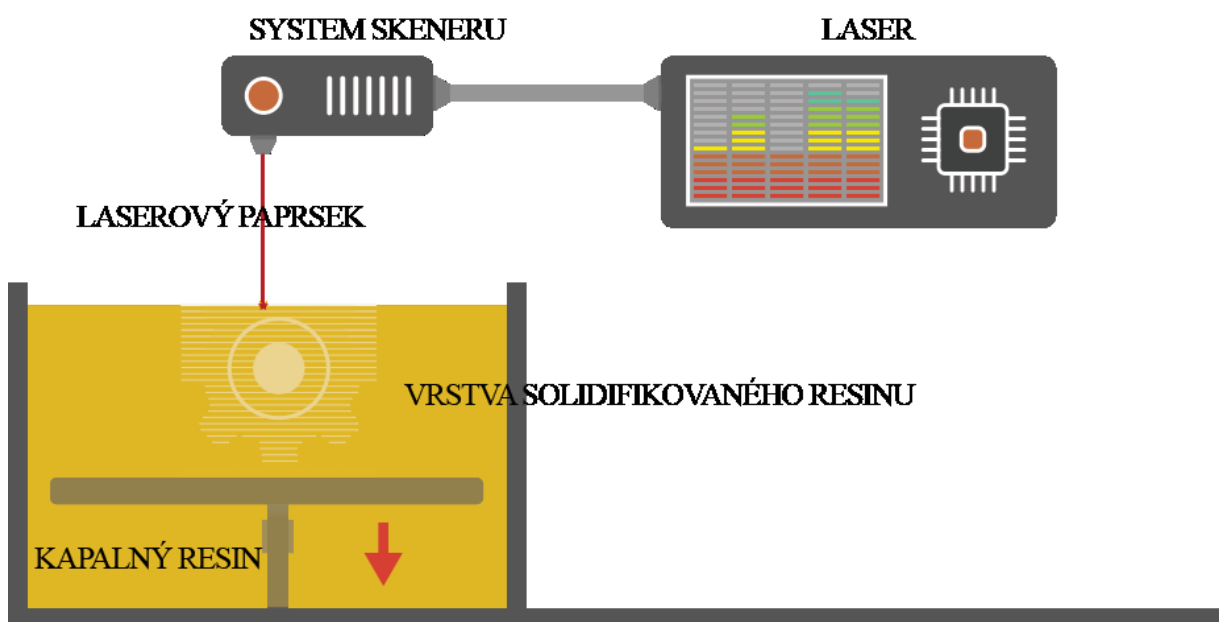 SYSTEM SKENERU
LASER
LASEROVÝ PAPRSEK
VRSTVA SOLIDIFIKOVANÉHO RESINU
KAPALNÝ RESIN